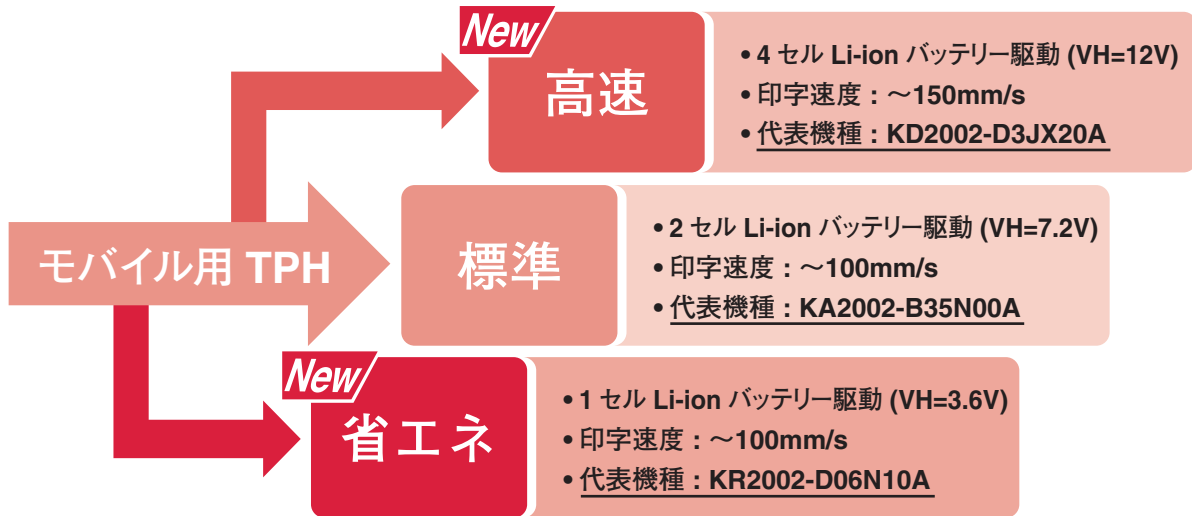 New
高速
• 4 セル Li-ion バッテリー駆動 (VH=12V)
• 印字速度：～150mm/s
• 代表機種：KD2002-D3JX20A
モバイル用 TPH
標準
• 2 セル Li-ion バッテリー駆動 (VH=7.2V)
• 印字速度：～100mm/s
• 代表機種：KA2002-B35N00A
New
省エネ
• 1 セル Li-ion バッテリー駆動 (VH=3.6V)
• 印字速度：～100mm/s
• 代表機種：KR2002-D06N10A